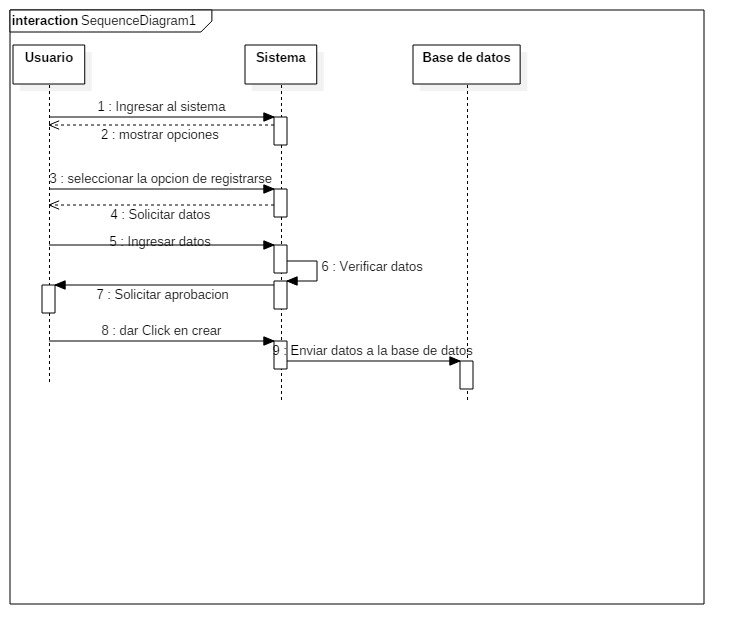 interaction SequenceDiagram1
Usuario
Sistema
Base de datos
1 : Ingresar al sistema
2 : mostrar opciones
3 : seleccionar la opcion de registrarse
4 : Solicitar datos
5 : Ingresar datos
6 : Verificar datos
7 : Solicitar aprobacion
8 : dar Click en crear
9 : Enviar datos a la base de datos